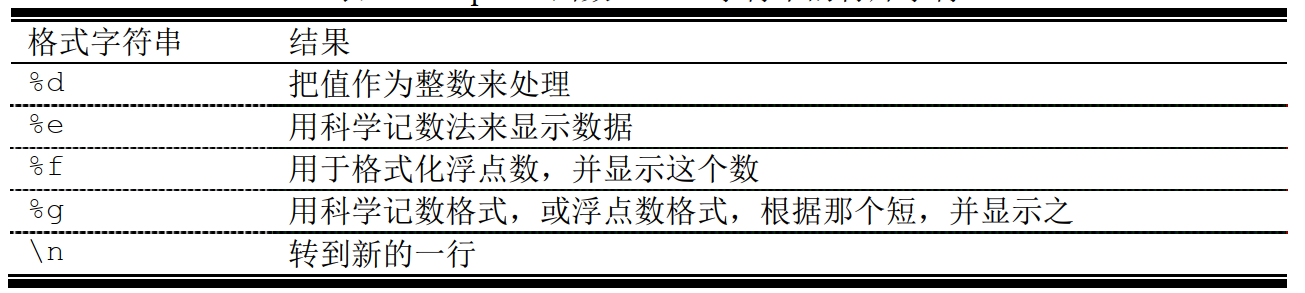 格式字符串 结果
%d 把值作为整数来处理
%e 用科学记数法来显示数据
%f 用于格式化浮点数，并显示这个数
%g 用科学记数格式，或浮点数格式，根据那个短，并显示之
\n 转到新的一行